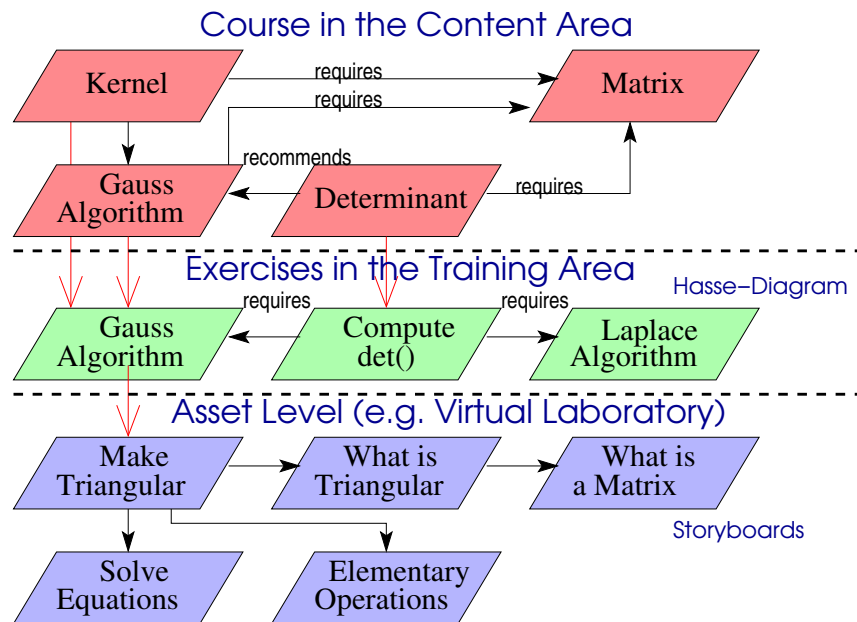 Course in the Content Area
Kernel
requires
Matrix
requires
Gauss
Algorithm
recommends
Determinant
requires
Exercises in the Training Area
Hasse–Diagram
requires
requires
Gauss
Algorithm
Compute
det()
Laplace
Algorithm
Asset Level (e.g. Virtual Laboratory)
Make
Triangular
What is
Triangular
What is
a Matrix
Storyboards
Solve
Equations
Elementary
Operations